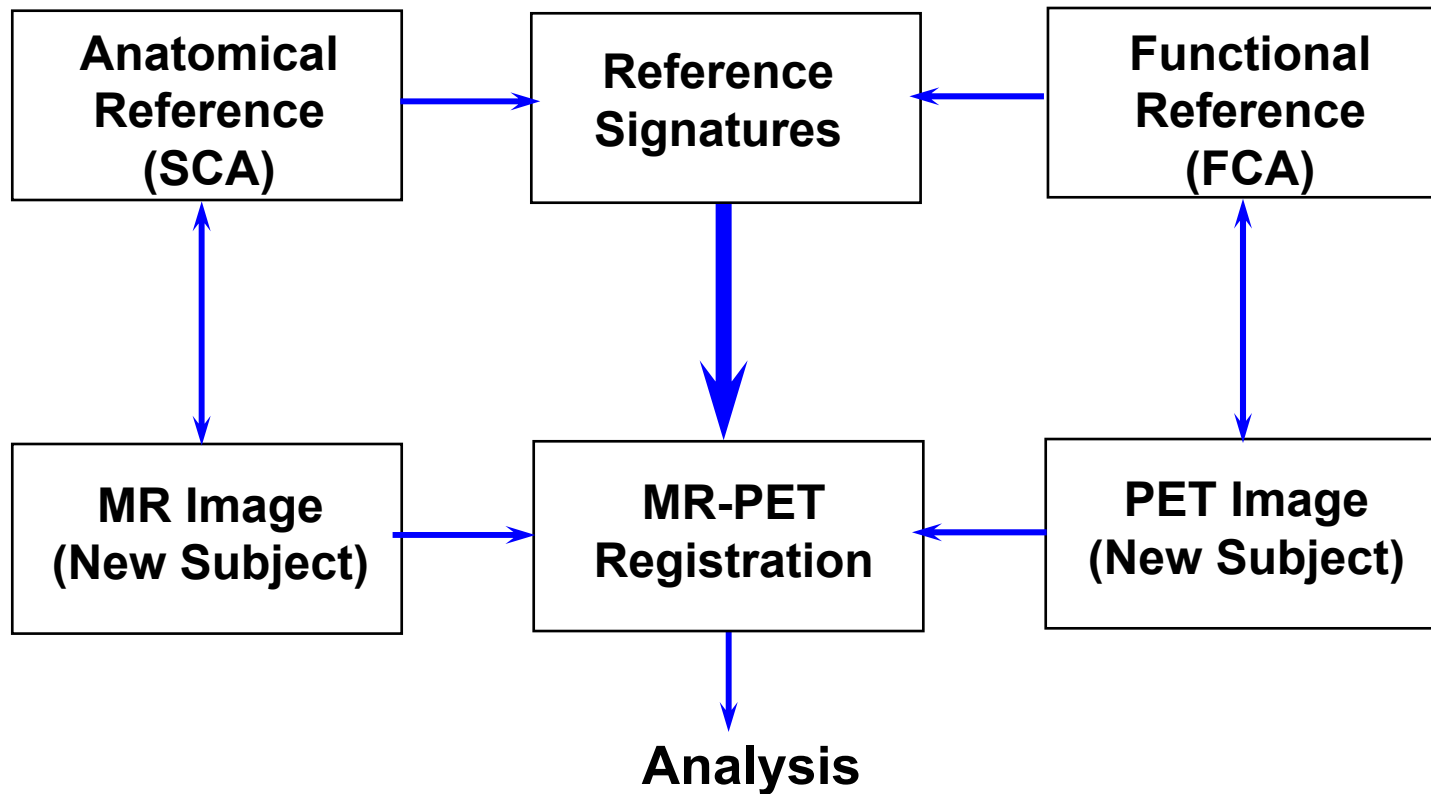 Anatomical
Reference
(SCA)
Reference
Signatures
Functional
Reference
(FCA)
MR Image
(New Subject)
MR-PET
Registration
PET Image
(New Subject)
Analysis